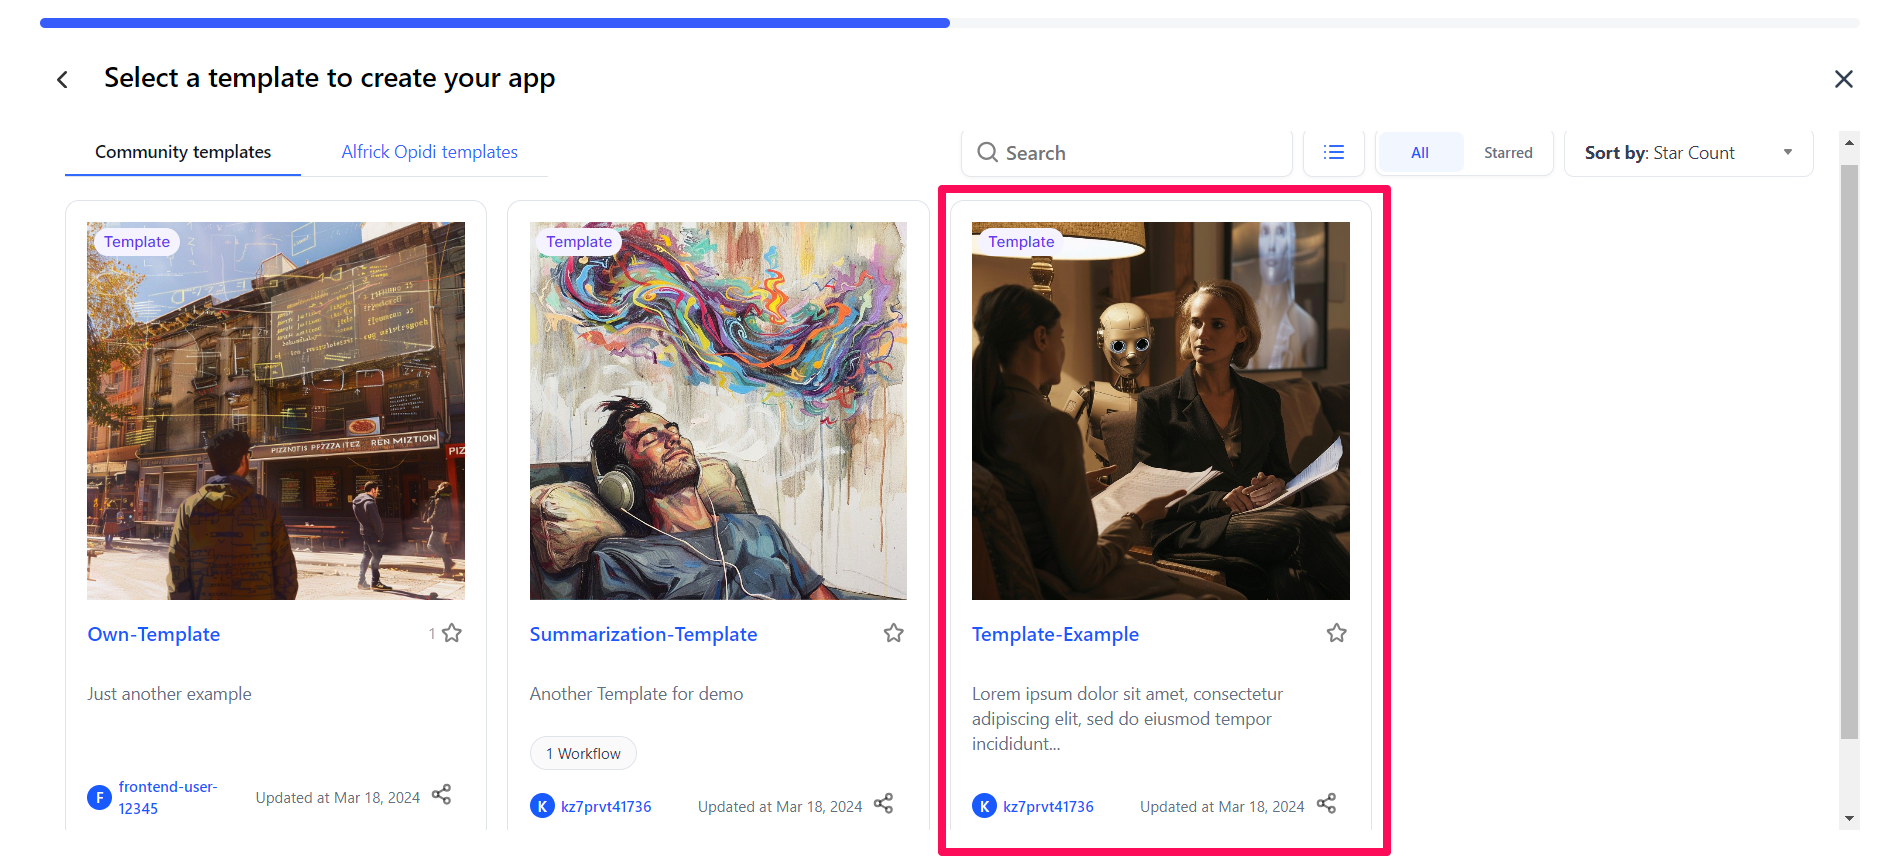 Select a template to create your app
Community templates
Alfrick Opidi templates
Search
All
Starred
Sort by: Star Count
Template
Template
Template
Own-Template
1
Just another example
F
frontend-user-
12345
Updated at Mar 18, 2024
Summarization-Template
Another Template for demo
1 Workflow
K kz7prvt41736
Updated at Mar 18, 2024
Template-Example
Lorem ipsum dolor sit amet, consectetur
adipiscing elit, sed do eiusmod tempor
incididunt...
K kz7prvt41736
Updated at Mar 18, 2024